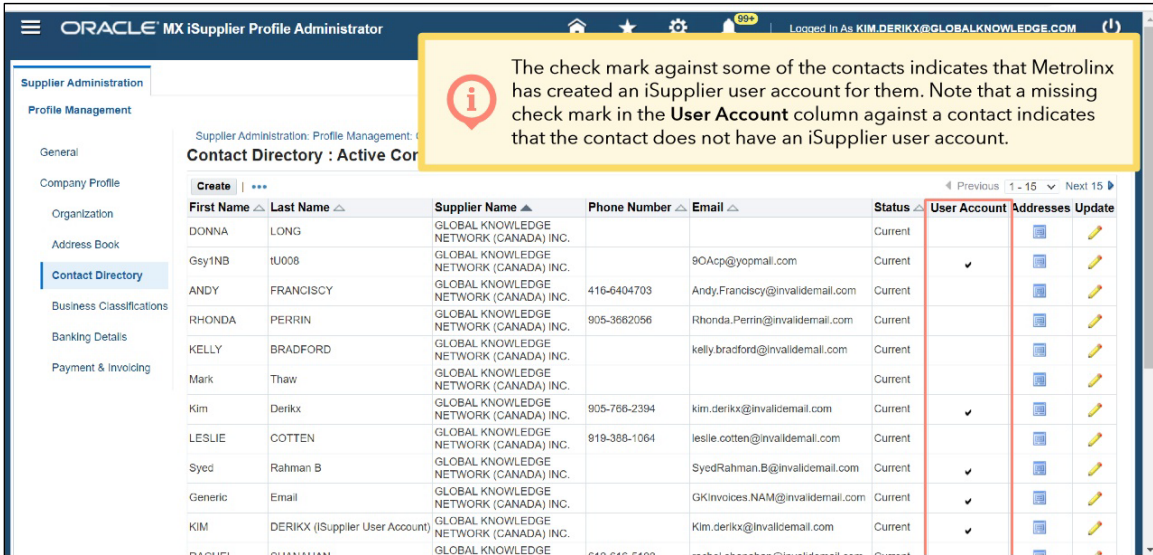 ORACLE MX iSupplier Profile Administrator
99+
Logged In As KIM.DERIKX@GLOBALKNOWLEDGE.COM
The check mark against some of the contacts indicates that Metrolinx
has created an iSupplier user account for them. Note that a missing
check mark in the User Account column against a contact indicates
that the contact does not have an iSupplier user account.
Supplier Administration
Profile Management
General
Company Profile
Organization
Address Book
Contact Directory
Business Classifications
Banking Details
Payment & Invoicing
Supplier Administration: Profile Management:
Contact Directory : Active
Create | ••• Previous 1 - 15 Next 15
First Name Last Name Supplier Name Phone Number Email Status User Account Addresses Update
DONNA LONG GLOBAL KNOWLEDGE Current
NETWORK (CANADA) INC.
Gsy1NB tU008 GLOBAL KNOWLEDGE 9OAcp@yopmail.com Current
NETWORK (CANADA) INC.
ANDY FRANCISCY GLOBAL KNOWLEDGE 416-6404703 Andy.Franciscy@invalidemail.com Current
NETWORK (CANADA) INC.
RHONDA PERRIN GLOBAL KNOWLEDGE 905-3662056 Rhonda.Perrin@invalidemail.com Current
NETWORK (CANADA) INC.
KELLY BRADFORD GLOBAL KNOWLEDGE kelly.bradford@invalidemail.com Current
NETWORK (CANADA) INC.
Mark Thaw GLOBAL KNOWLEDGE Current
NETWORK (CANADA) INC.
Kim Derikx GLOBAL KNOWLEDGE 905-766-2394 kim.derikx@invalidemail.com Current
NETWORK (CANADA) INC.
LESLIE COTTEN GLOBAL KNOWLEDGE 919-388-1064 leslie.cotten@invalidemail.com Current
NETWORK (CANADA) INC.
Syed Rahman B GLOBAL KNOWLEDGE SyedRahman.B@invalidemail.com Current
NETWORK (CANADA) INC.
Generic Email GLOBAL KNOWLEDGE GKInvoices.NAM@invalidemail.com Current
NETWORK (CANADA) INC.
KIM DERIKX (iSupplier User Account) GLOBAL KNOWLEDGE Kim.derikx@invalidemail.com Current
NETWORK (CANADA) INC.
GLOBAL KNOWLEDGE